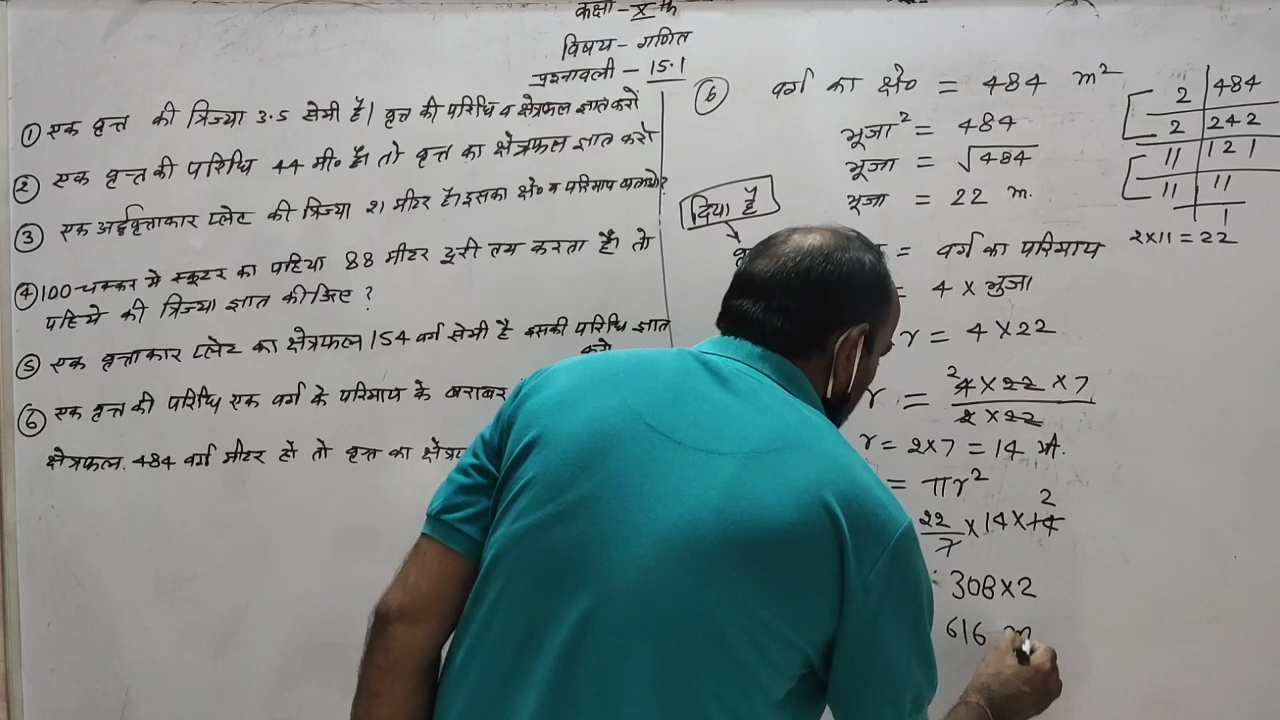 कक्षा - X th
विषय - गणित
प्रश्नावली - 15.1
① एक वृत्त की त्रिज्या 3.5 सेमी है। वृत्त की परिधि व क्षेत्रफल ज्ञात करो
② एक वृत्त की परिधि 44 मी० है। तो वृत्त का क्षेत्रफल ज्ञात करो
③ एक अर्द्धवृत्ताकार प्लेट की त्रिज्या 21 मीटर है। इसका क्षे० व परिमाप बताओ?
④ 100 चक्कर मे स्कूटर का पहिया 88 मीटर दूरी तय करता है। तो
पहिये की त्रिज्या ज्ञात कीजिए ?
⑤ एक वृत्ताकार प्लेट का क्षेत्रफल 154 वर्ग सेमी है इसकी परिधि ज्ञात
करो
⑥ एक वृत्त की परिधि एक वर्ग के परिमाप के बराबर
क्षेत्रफल 484 वर्ग मीटर हो तो वृत्त का
⑥ वर्ग का क्षे० = 484 m²
भूजा² = 484
भूजा = √484
भूजा = 22 m.
दिया है
= वर्ग का परिमाप
= 4 × भुजा
r = 4 × 22
r = 2 4 × 22 × 7
2 × 22
r = 2×7 = 14 मी.
= πr²
2
22/7 × 14 × 14
308×2
616 m
2 | 484
2 | 242
11 | 121
11 | 11
1
2×11 = 22